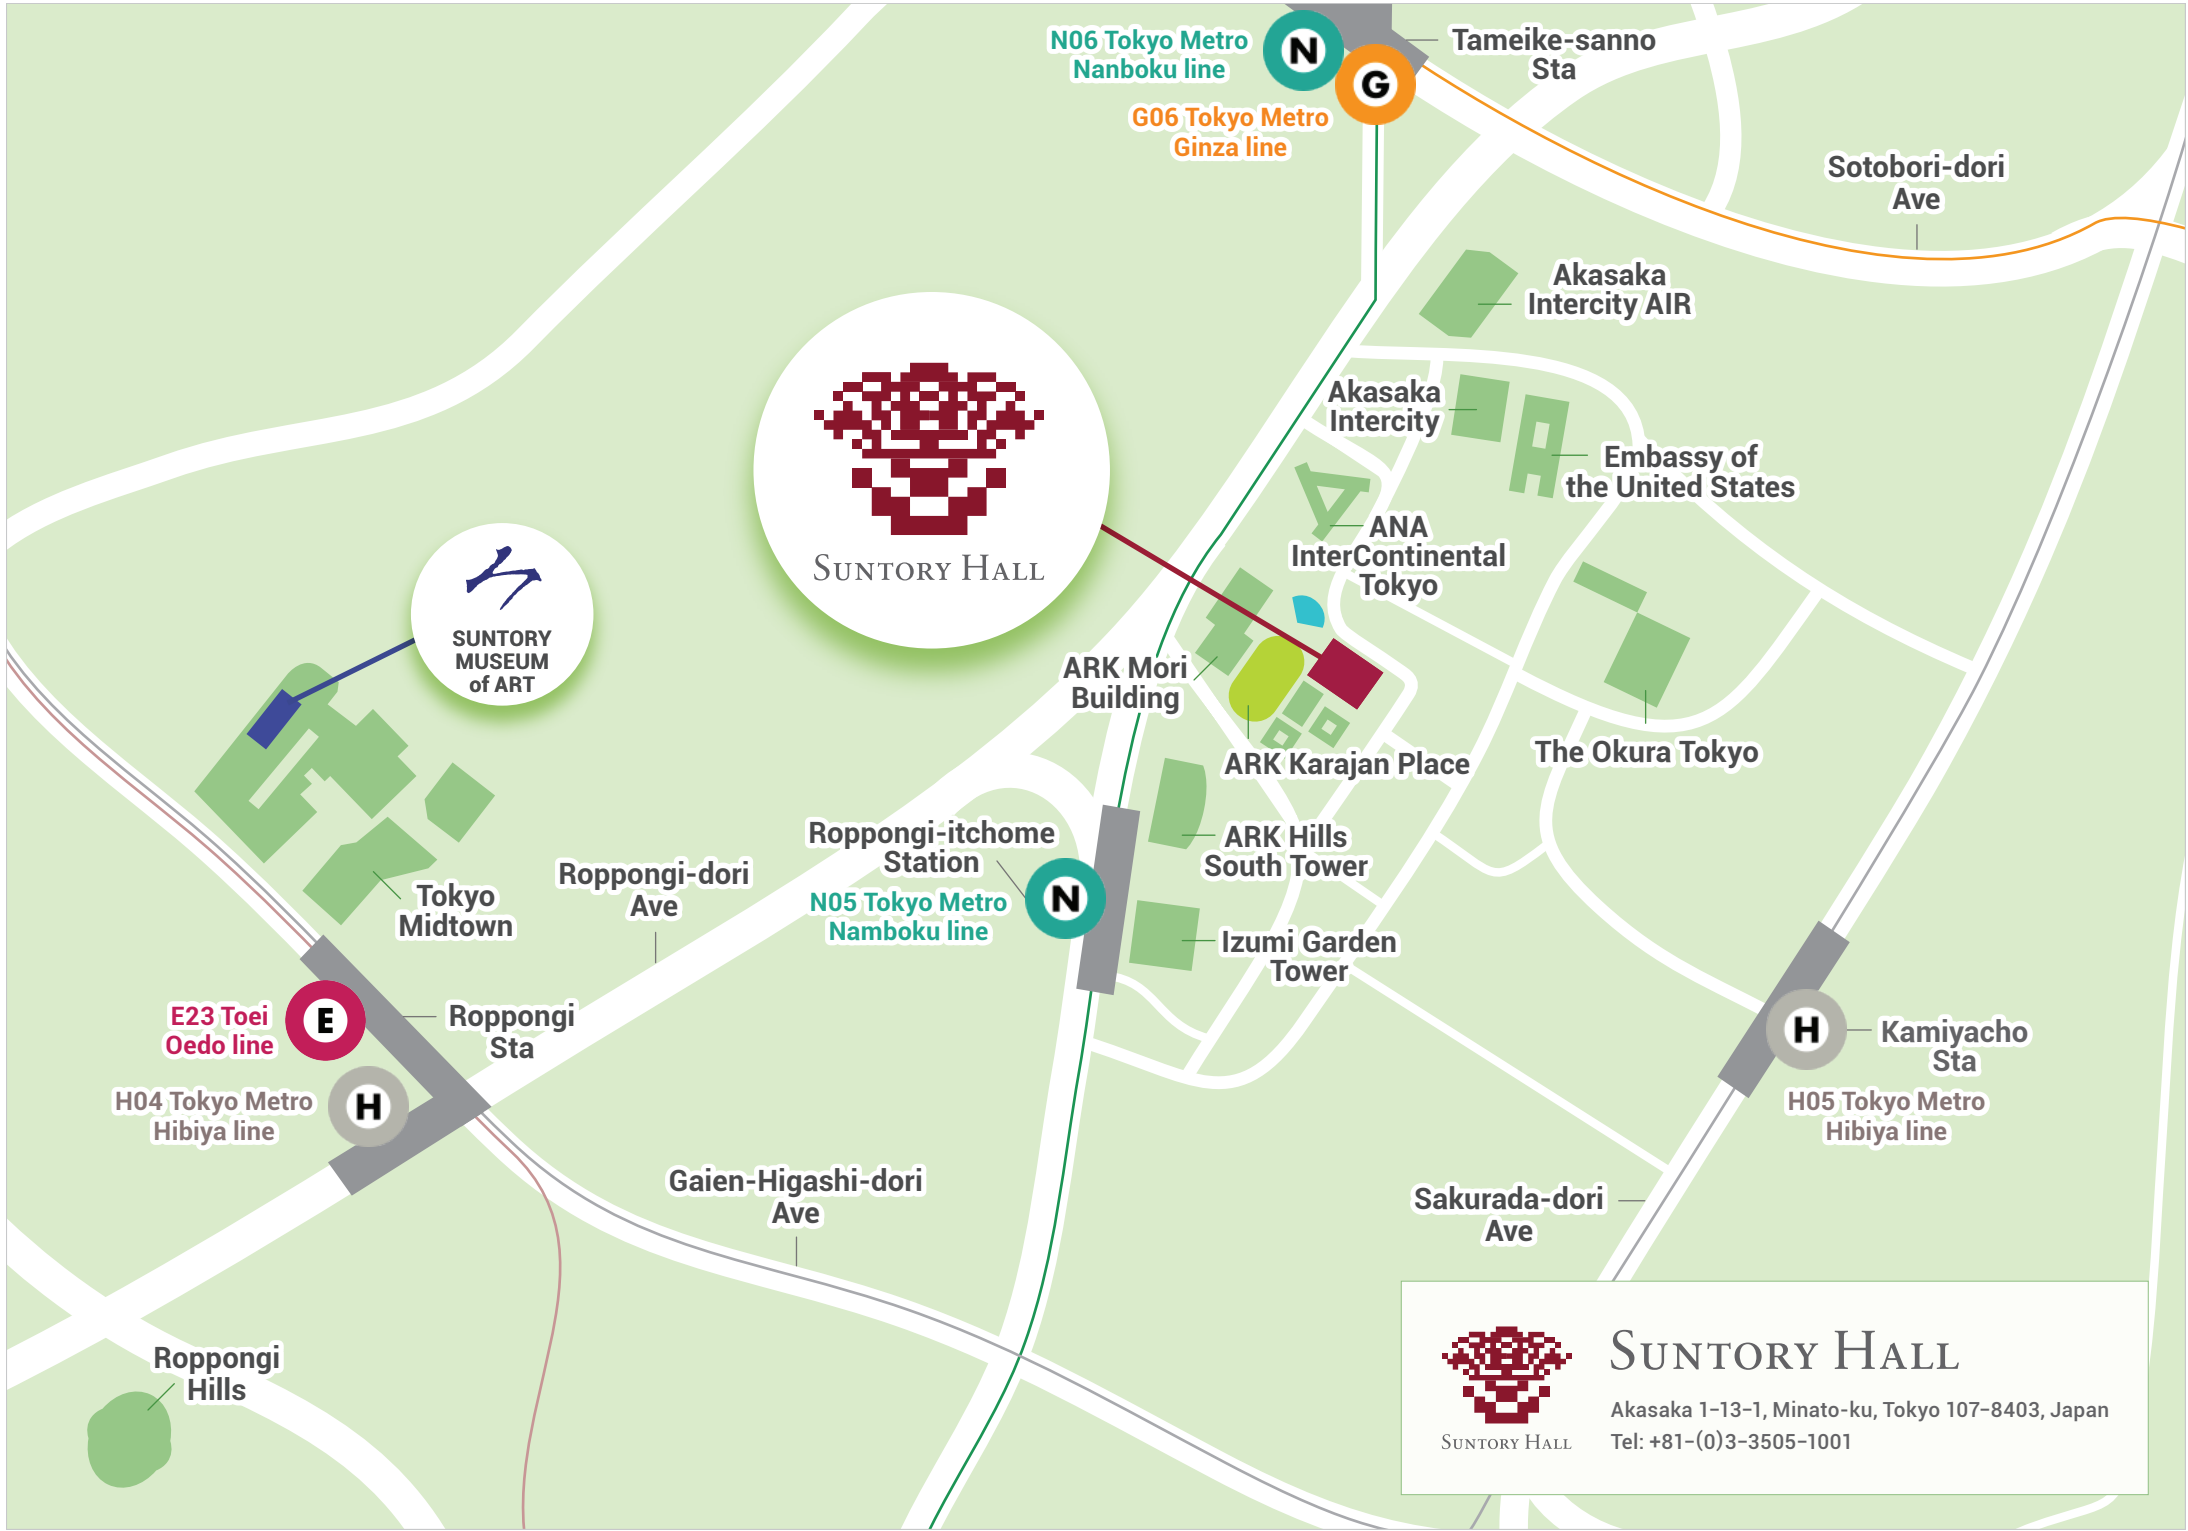 N06 Tokyo Metro
Nanboku line
N
G
Tameike-sanno
Sta
G06 Tokyo Metro
Ginza line
Sotobori-dori
Ave
Akasaka
Intercity AIR
Akasaka
Intercity
Embassy of
the United States
SUNTORY HALL
ANA
InterContinental
Tokyo
SUNTORY
MUSEUM
of ART
ARK Mori
Building
ARK Karajan Place
The Okura Tokyo
Roppongi-itchome
Station
N05 Tokyo Metro
Namboku line
N
ARK Hills
South Tower
Roppongi-dori
Ave
Tokyo
Midtown
Izumi Garden
Tower
E23 Toei
Oedo line
E
Roppongi
Sta
H
Kamiyacho
Sta
H05 Tokyo Metro
Hibiya line
H04 Tokyo Metro
Hibiya line
H
Gaien-Higashi-dori
Ave
Sakurada-dori
Ave
Roppongi
Hills
SUNTORY HALL
SUNTORY HALL
Akasaka 1-13-1, Minato-ku, Tokyo 107-8403, Japan
Tel: +81-(0)3-3505-1001